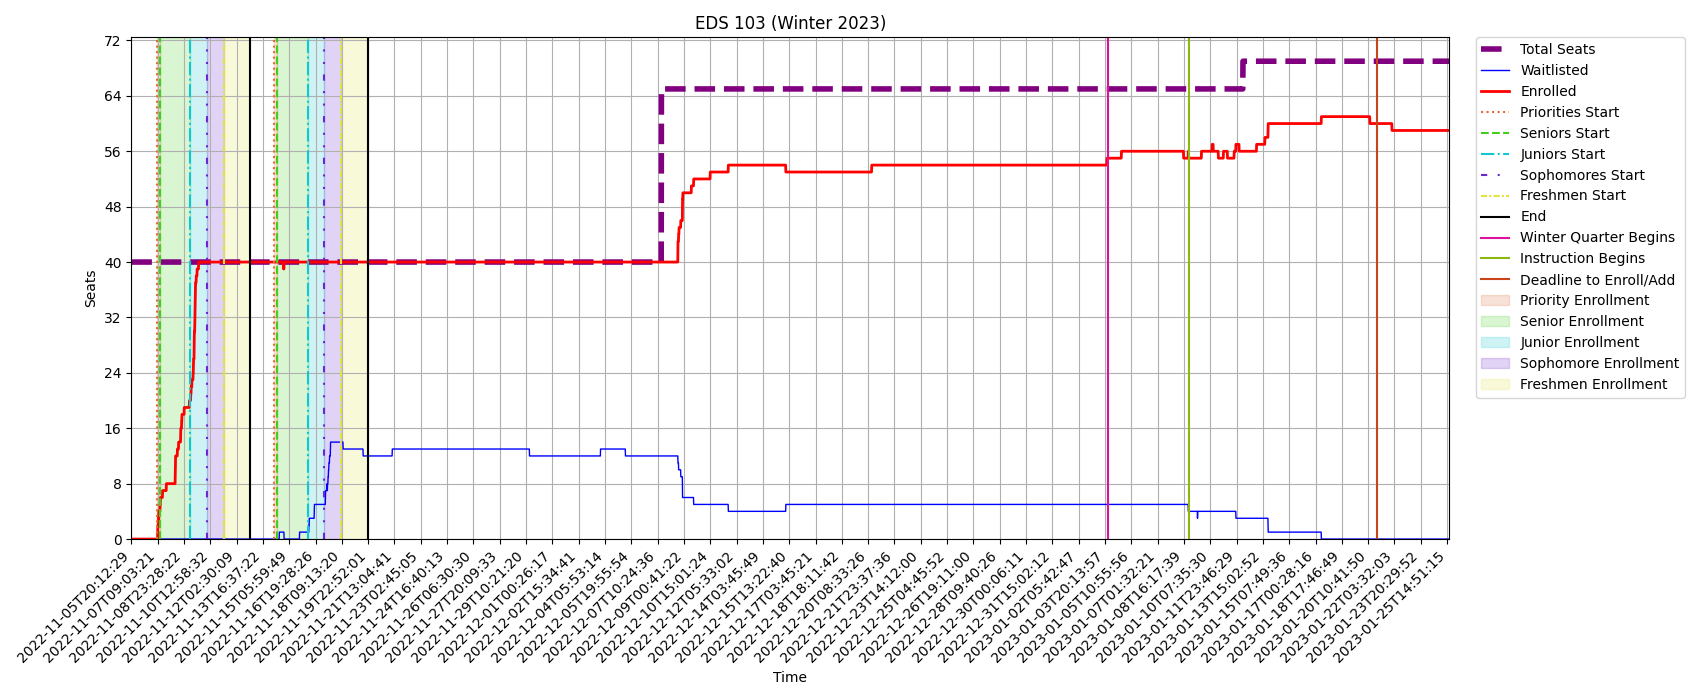 EDS 103 (Winter 2023)
72
64
56
48
40
32
24
16
8
0
Seats
2022-11-05T20:12:29
2022-11-07T09:03:21
2022-11-08T23:28:22
2022-11-10T12:58:32
2022-11-12T02:30:09
2022-11-13T16:37:22
2022-11-15T05:59:49
2022-11-16T19:28:26
2022-11-18T09:13:20
2022-11-19T22:52:01
2022-11-21T13:04:41
2022-11-23T02:45:05
2022-11-24T16:40:13
2022-11-26T06:30:30
2022-11-27T20:09:33
2022-11-29T10:21:20
2022-12-01T00:26:17
2022-12-02T15:34:41
2022-12-04T05:53:14
2022-12-05T19:55:54
2022-12-07T10:24:36
2022-12-09T00:41:22
2022-12-10T15:01:24
2022-12-12T05:33:02
2022-12-14T03:45:49
2022-12-15T13:22:40
2022-12-17T03:45:21
2022-12-18T18:11:42
2022-12-20T08:33:26
2022-12-21T23:37:36
2022-12-23T14:12:00
2022-12-25T04:45:52
2022-12-26T19:11:00
2022-12-28T09:40:26
2022-12-30T00:06:11
2022-12-31T15:02:12
2023-01-02T05:42:47
2023-01-03T20:13:57
2023-01-05T10:55:56
2023-01-07T01:32:21
2023-01-08T16:17:39
2023-01-10T07:35:30
2023-01-11T23:46:29
2023-01-13T15:02:52
2023-01-15T07:49:36
2023-01-17T00:28:16
2023-01-18T17:46:49
2023-01-20T10:41:50
2023-01-22T03:32:03
2023-01-23T20:29:52
2023-01-25T14:51:15
Time
Total Seats
Waitlisted
Enrolled
Priorities Start
Seniors Start
Juniors Start
Sophomores Start
Freshmen Start
End
Winter Quarter Begins
Instruction Begins
Deadline to Enroll/Add
Priority Enrollment
Senior Enrollment
Junior Enrollment
Sophomore Enrollment
Freshmen Enrollment